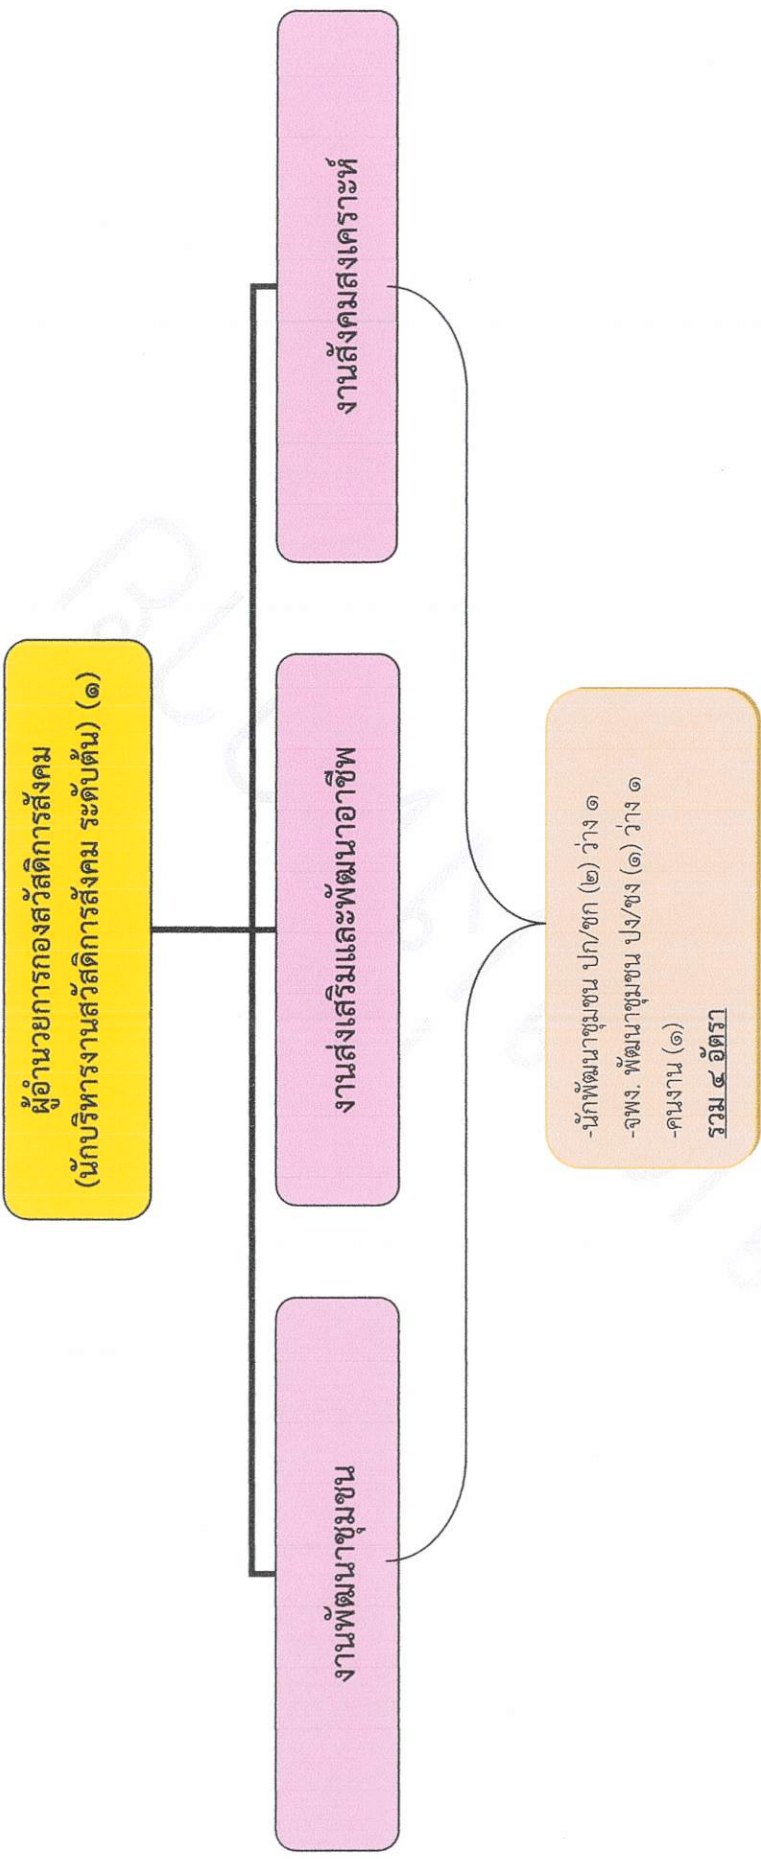 ผู้อำนวยการกองสวัสดิการสังคม
(นักบริหารงานสวัสดิการสังคม ระดับต้น) (๑)
งานพัฒนาชุมชน
งานส่งเสริมและพัฒนาอาชีพ
งานสังคมสงเคราะห์
-นักพัฒนาชุมชน ปก/ชก (๒) ว่าง ๑
-จพง. พัฒนาชุมชน ปง/ชง (๑) ว่าง ๑
-คนงาน (๑)
รวม ๔ อัตรา